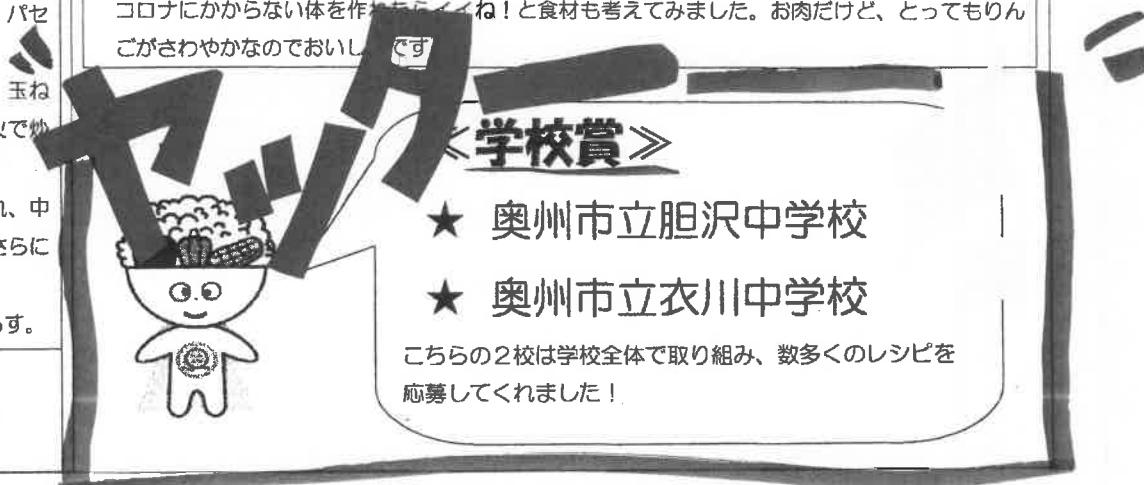 コロナにかからない体を作れたらイイね！と食材も考えてみました。お肉だけど、とってもりん
ごがさわやかなのでおいしいです
パセ
玉ね
で炒
れ、中
さらに
す。
ヤッター
≪学校賞≫
★ 奥州市立胆沢中学校
★ 奥州市立衣川中学校
こちらの２校は学校全体で取り組み、数多くのレシピを
応募してくれました！